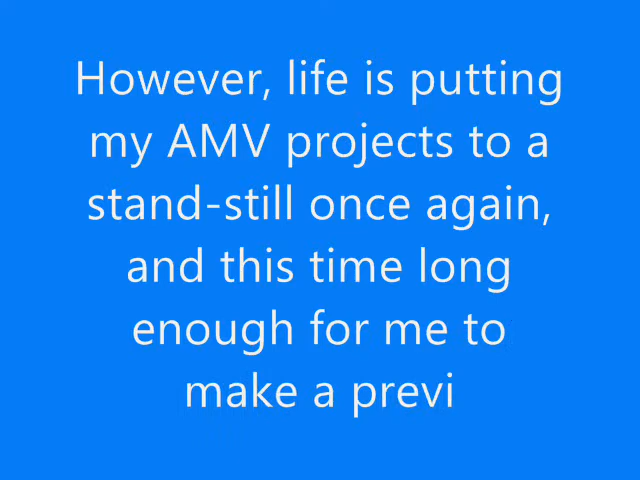 However, life is putting
my AMV projects to a
stand-still once again,
and this time long
enough for me to
make a previ